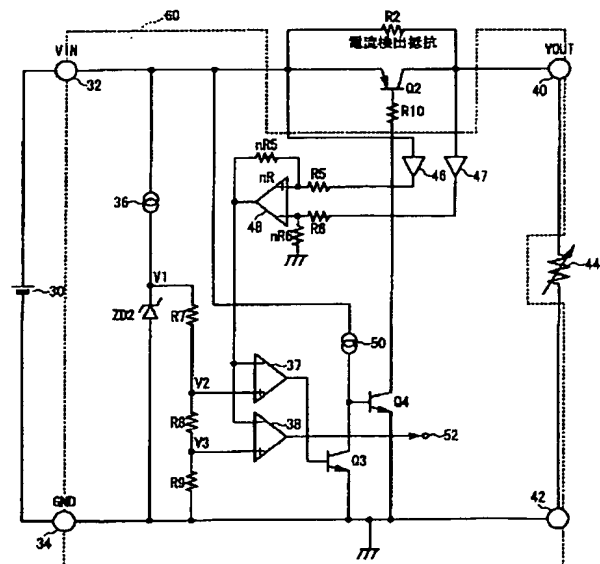 60
R2
電流検出抵抗
VIN
32
VOUT
40
Q2
R10
nR5
nR
R5
46
47
48
R6
nR6
36
44
30
V1
ZD2
R7
50
37
V2
Q4
R8
38
V3
52
Q3
R9
GND
34
42